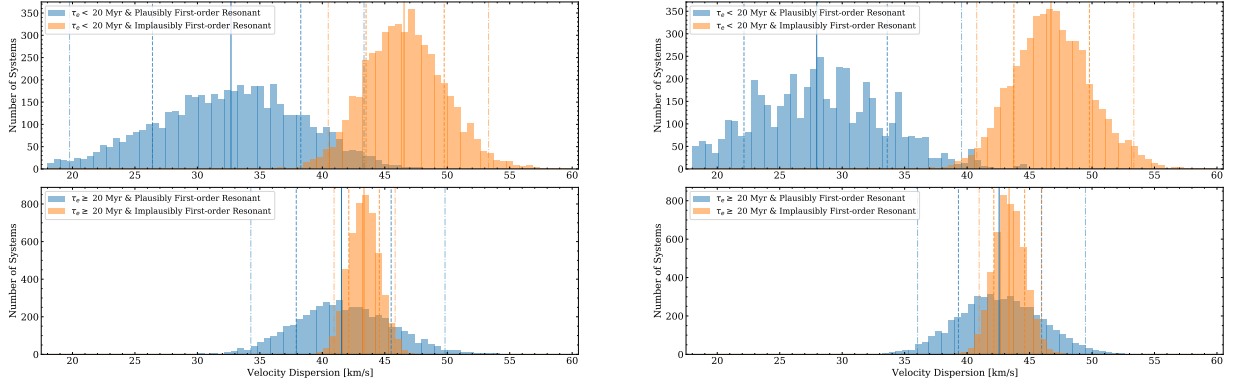 τe < 20 Myr & Plausibly First-order Resonant
τe < 20 Myr & Implausibly First-order Resonant
Number of Systems
350
300
250
200
150
100
50
0
20 25 30 35 40 45 50 55 60
τe ≥ 20 Myr & Plausibly First-order Resonant
τe ≥ 20 Myr & Implausibly First-order Resonant
Number of Systems
800
600
400
200
0
20 25 30 35 40 45 50 55 60
Velocity Dispersion [km/s]
τe < 20 Myr & Plausibly First-order Resonant
τe < 20 Myr & Implausibly First-order Resonant
Number of Systems
350
300
250
200
150
100
50
0
20 25 30 35 40 45 50 55 60
τe ≥ 20 Myr & Plausibly First-order Resonant
τe ≥ 20 Myr & Implausibly First-order Resonant
Number of Systems
800
600
400
200
0
20 25 30 35 40 45 50 55 60
Velocity Dispersion [km/s]